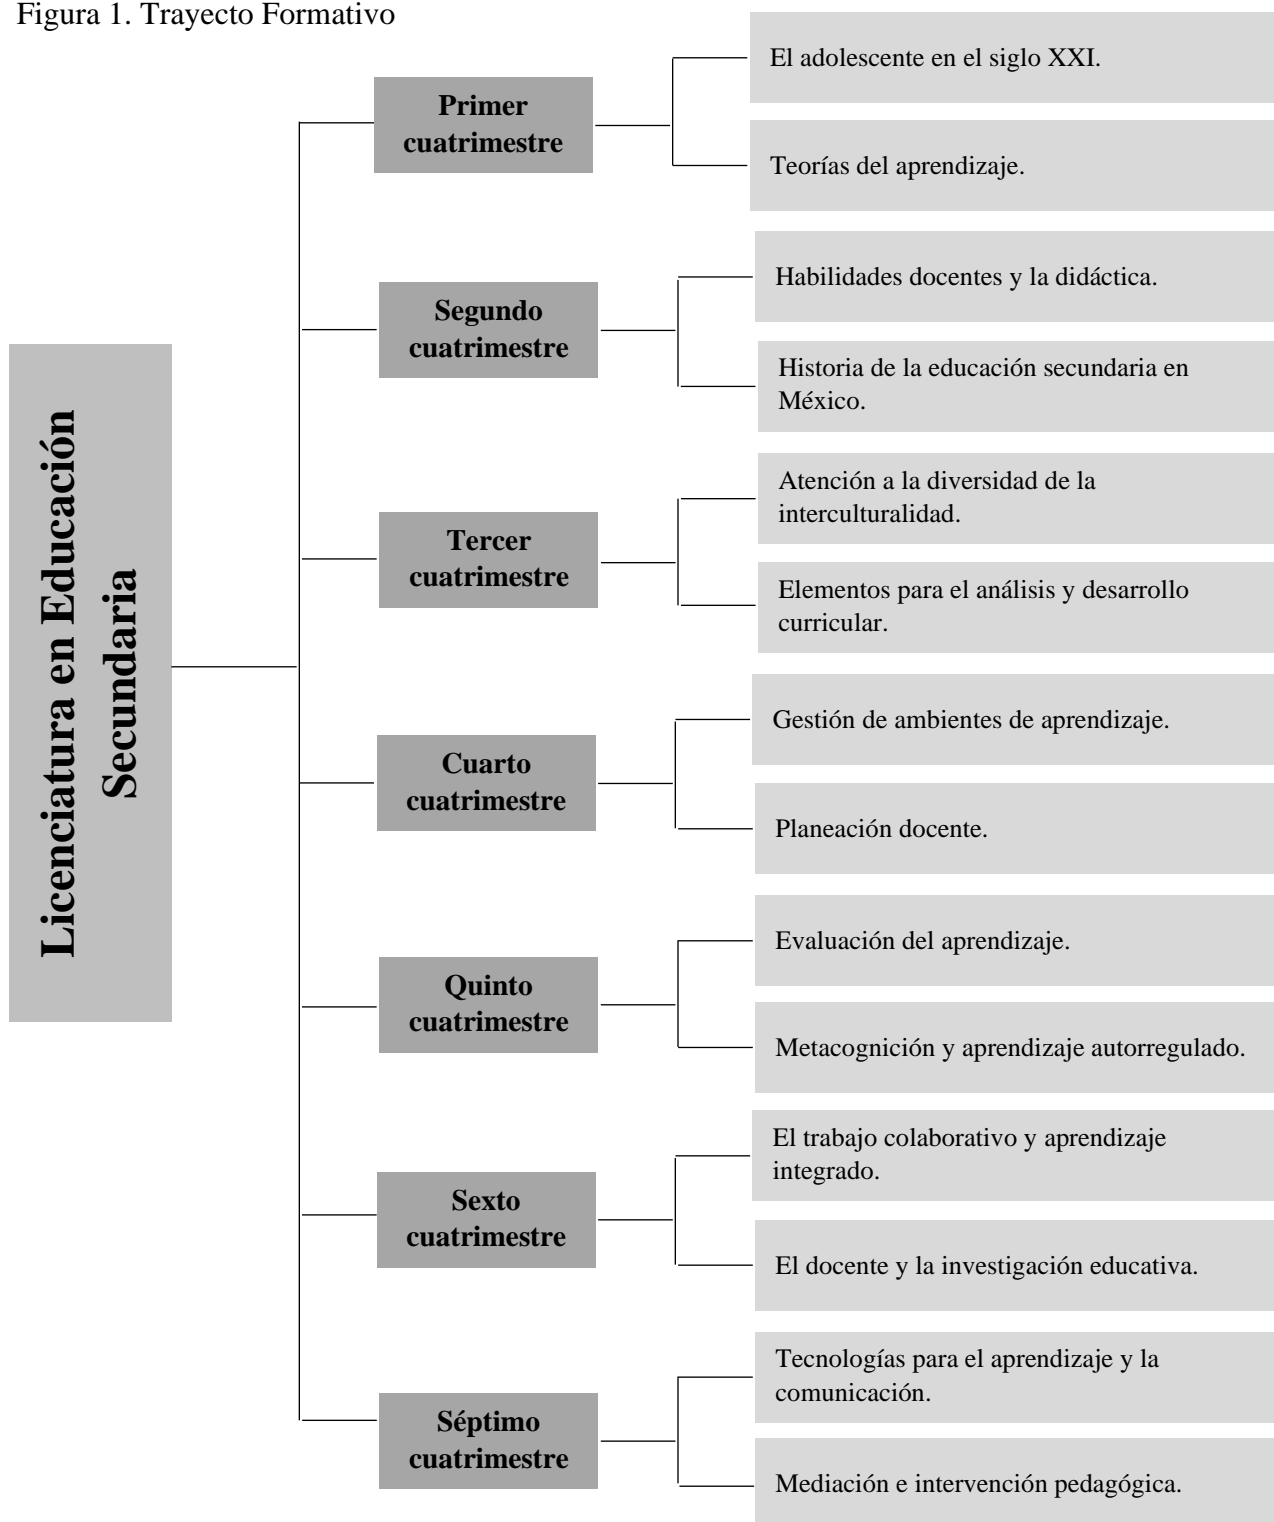 Figura 1. Trayecto Formativo
Licenciatura en Educación
Secundaria
Primer
cuatrimestre
El adolescente en el siglo XXI.
Teorías del aprendizaje.
Segundo
cuatrimestre
Habilidades docentes y la didáctica.
Historia de la educación secundaria en
México.
Tercer
cuatrimestre
Atención a la diversidad de la
interculturalidad.
Elementos para el análisis y desarrollo
curricular.
Cuarto
cuatrimestre
Gestión de ambientes de aprendizaje.
Planeación docente.
Quinto
cuatrimestre
Evaluación del aprendizaje.
Metacognición y aprendizaje autorregulado.
Sexto
cuatrimestre
El trabajo colaborativo y aprendizaje
integrado.
El docente y la investigación educativa.
Séptimo
cuatrimestre
Tecnologías para el aprendizaje y la
comunicación.
Mediación e intervención pedagógica.